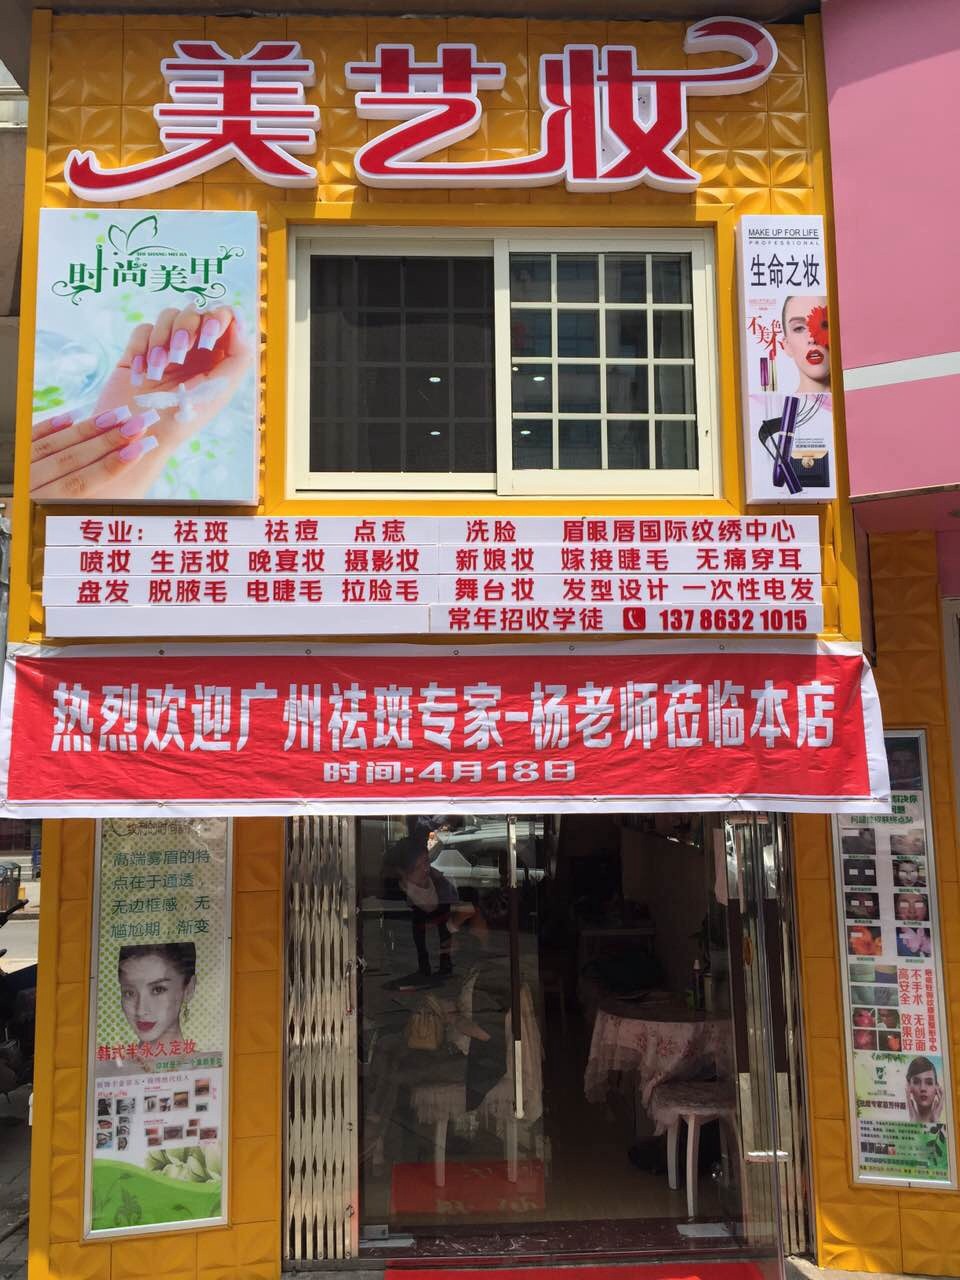 美艺妆
SHI SHANG MEI JIA
时尚美甲
MAKE UP FOR LIFE
PROFESSIONAL
生命之妆
专业： 祛斑 祛痘 点痣 洗脸 眉眼唇国际纹绣中心
喷妆 生活妆 晚宴妆 摄影妆 新娘妆 嫁接睫毛 无痛穿耳
盘发 脱腋毛 电睫毛 拉脸毛 舞台妆 发型设计 一次性电发
常年招收学徒 137 8632 1015
热烈欢迎广州祛斑专家-杨老师莅临本店
时间:4月18日
高端雾眉的特
点在于通透，
无边框感，无
尴尬期，渐变
韩式半永久定妆
不手术 无创面
高安全 效果好